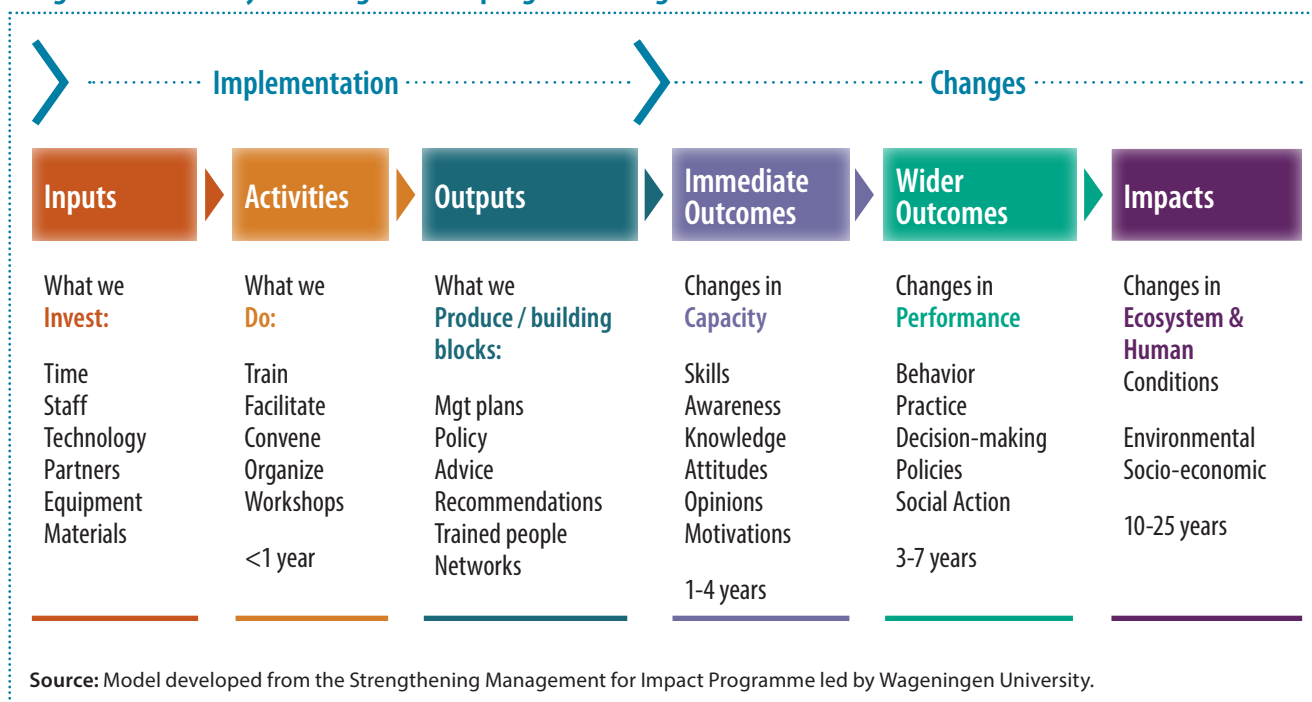 Implementation
Changes
Inputs
Activities
Outputs
Immediate
Outcomes
Wider
Outcomes
Impacts
What we
Invest:
Time
Staff
Technology
Partners
Equipment
Materials
What we
Do:
Train
Facilitate
Convene
Organize
Workshops
<1 year
What we
Produce / building
blocks:
Mgt plans
Policy
Advice
Recommendations
Trained people
Networks
Changes in
Capacity
Skills
Awareness
Knowledge
Attitudes
Opinions
Motivations
1-4 years
Changes in
Performance
Behavior
Practice
Decision-making
Policies
Social Action
3-7 years
Changes in
Ecosystem &
Human
Conditions
Environmental
Socio-economic
10-25 years
Source: Model developed from the Strengthening Management for Impact Programme led by Wageningen University.